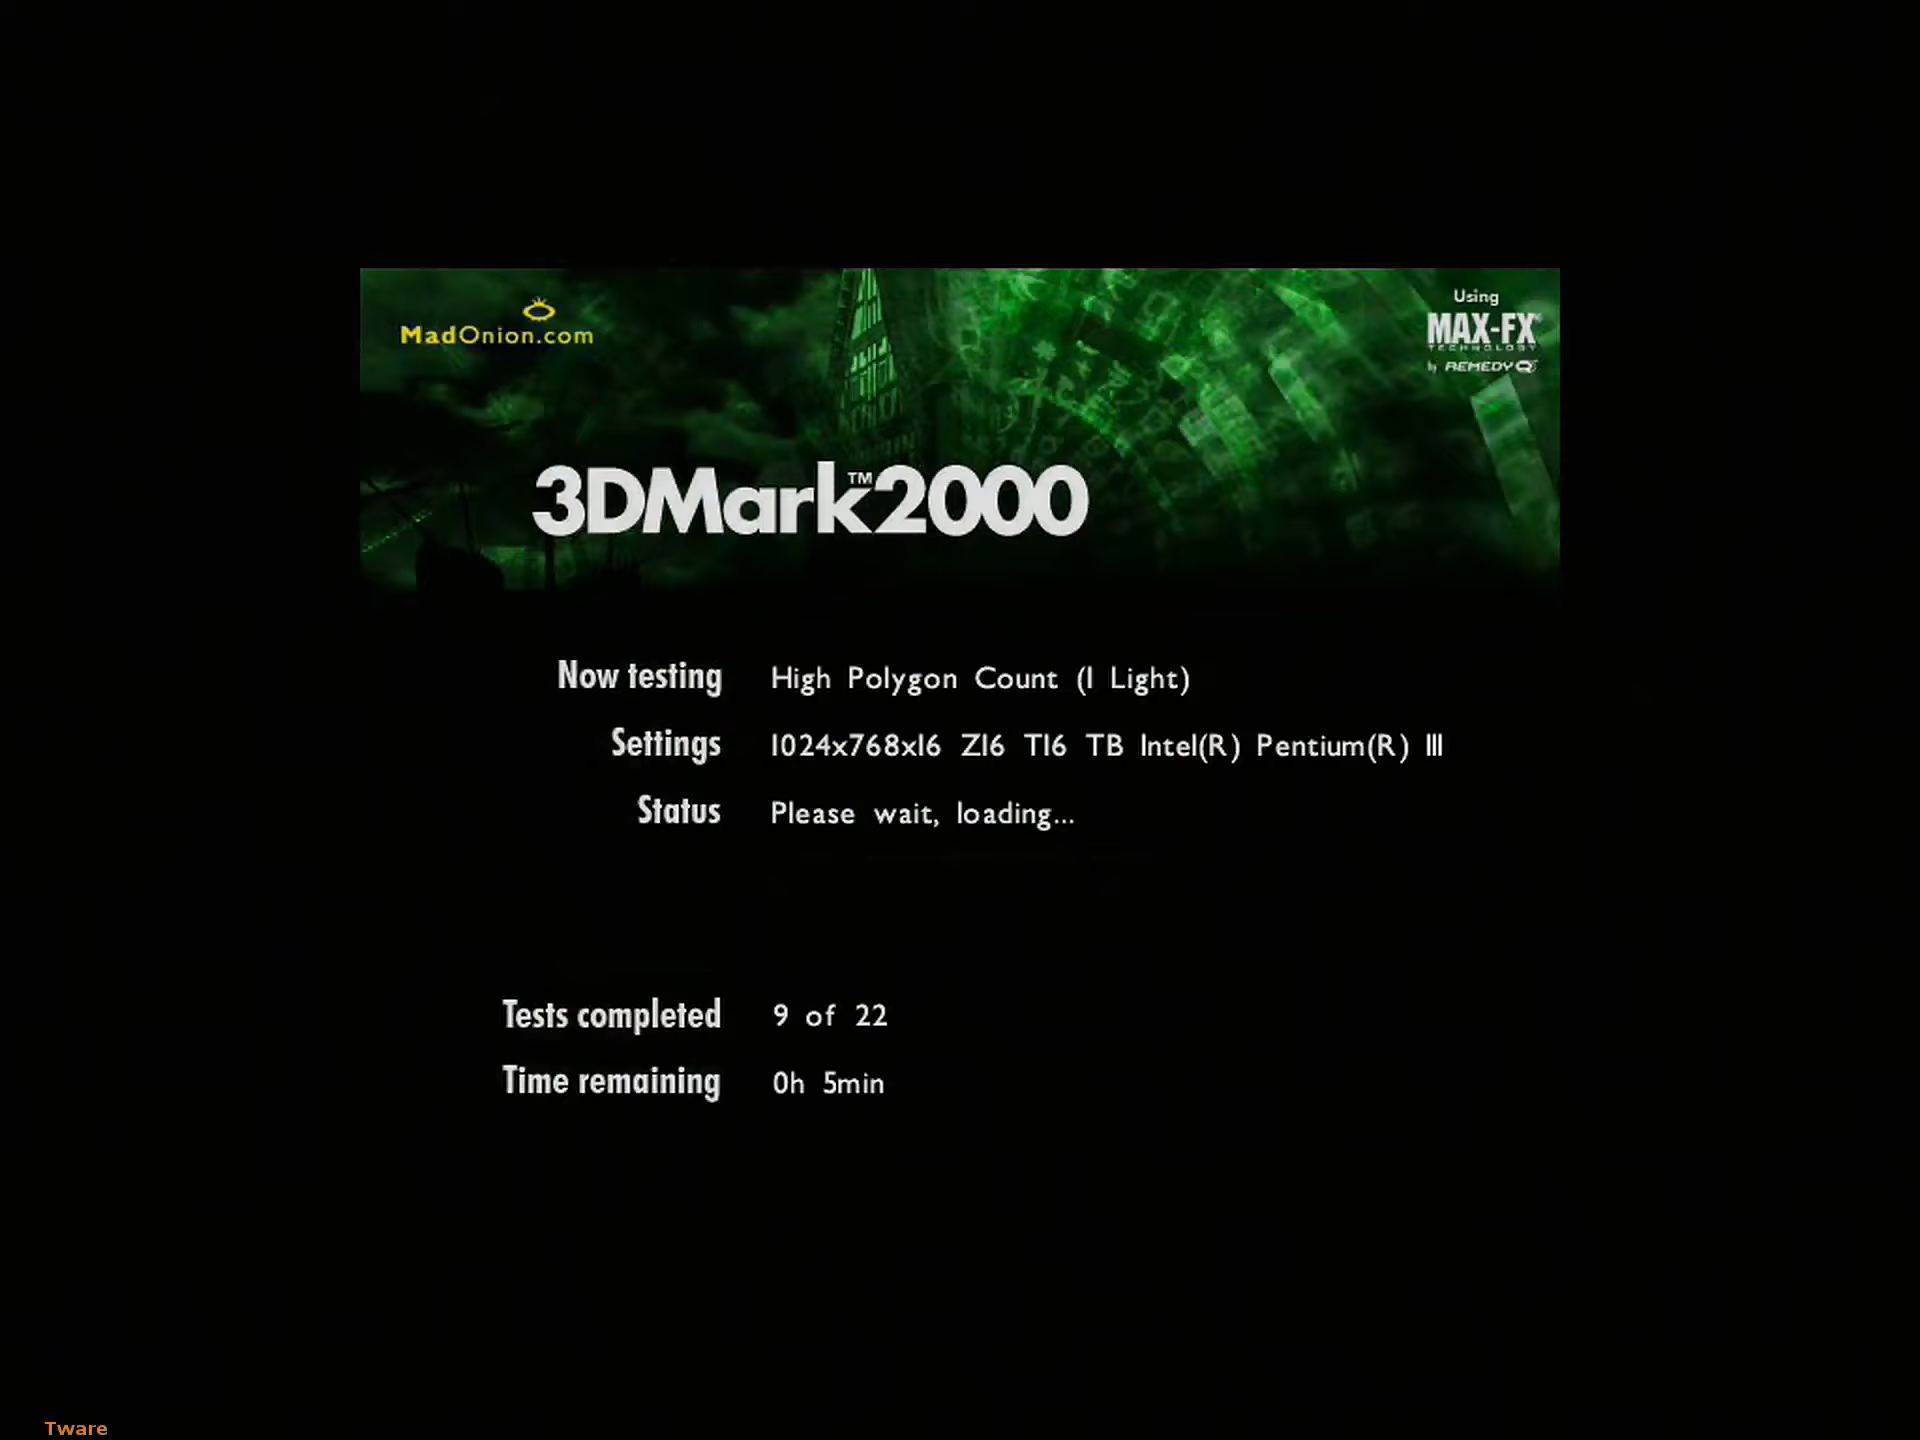 MadOnion.com
Using
MAX-FX
TECHNOLOGY
by REMEDY
3DMark™2000
Now testing High Polygon Count (1 Light)
Settings 1024x768x16 Z16 T16 TB Intel(R) Pentium(R) III
Status Please wait, loading...
Tests completed 9 of 22
Time remaining 0h 5min
Tware